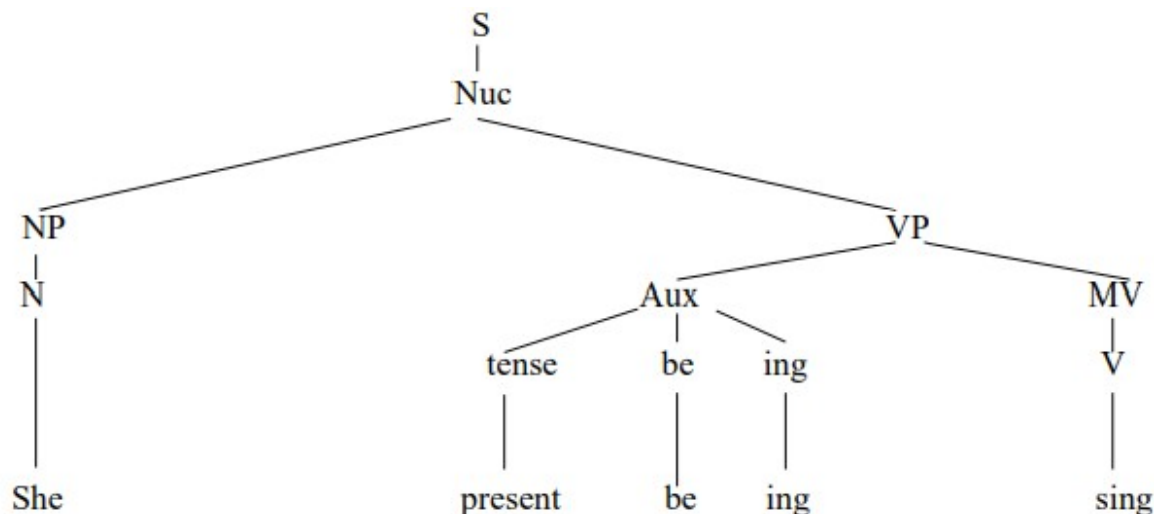 S
Nuc
NP VP
N Aux MV
tense be ing V
She present be ing sing